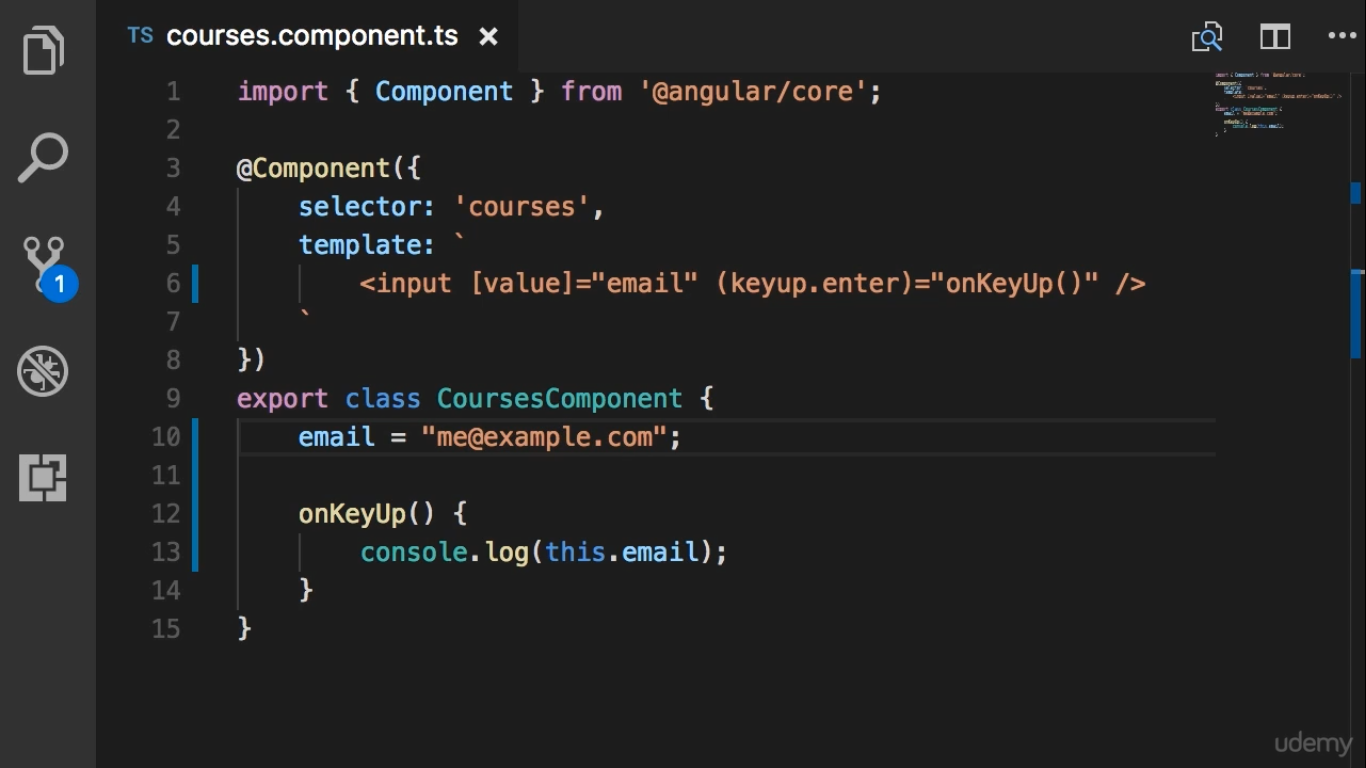 TS courses.component.ts ×
1 import { Component } from '@angular/core';
2
3 @Component({
4 selector: 'courses',
5 template: `
6 <input [value]="email" (keyup.enter)="onKeyUp()" />
7 `
8 })
9 export class CoursesComponent {
10 email = "me@example.com";
11
12 onKeyUp() {
13 console.log(this.email);
14 }
15 }
1
udemy